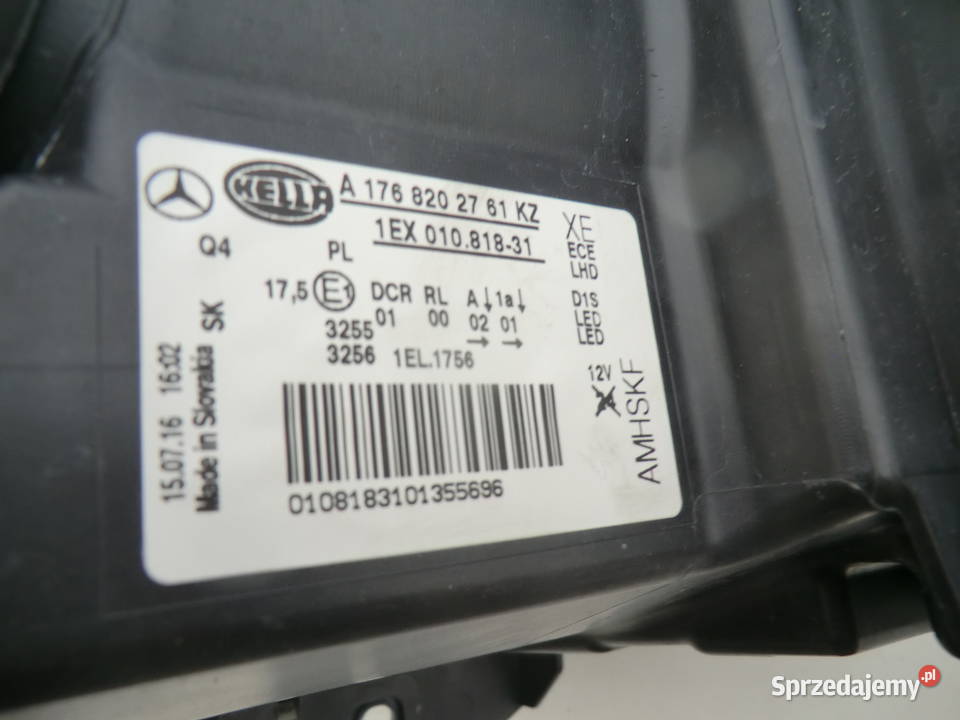 HELLA
A 176 820 27 61 KZ
1EX 010.818-31
Q4
PL
17,5 E1 DCR RL A↓ 1a↓
3255 01 00 02 01
→ →
3256 1EL.1756
0108183101355696
15.07.16 16:02
Made in Slovakia SK
XE
ECE
LHD
D1S
LED
LED
12V
AMHSKF
Sprzedajemy.pl